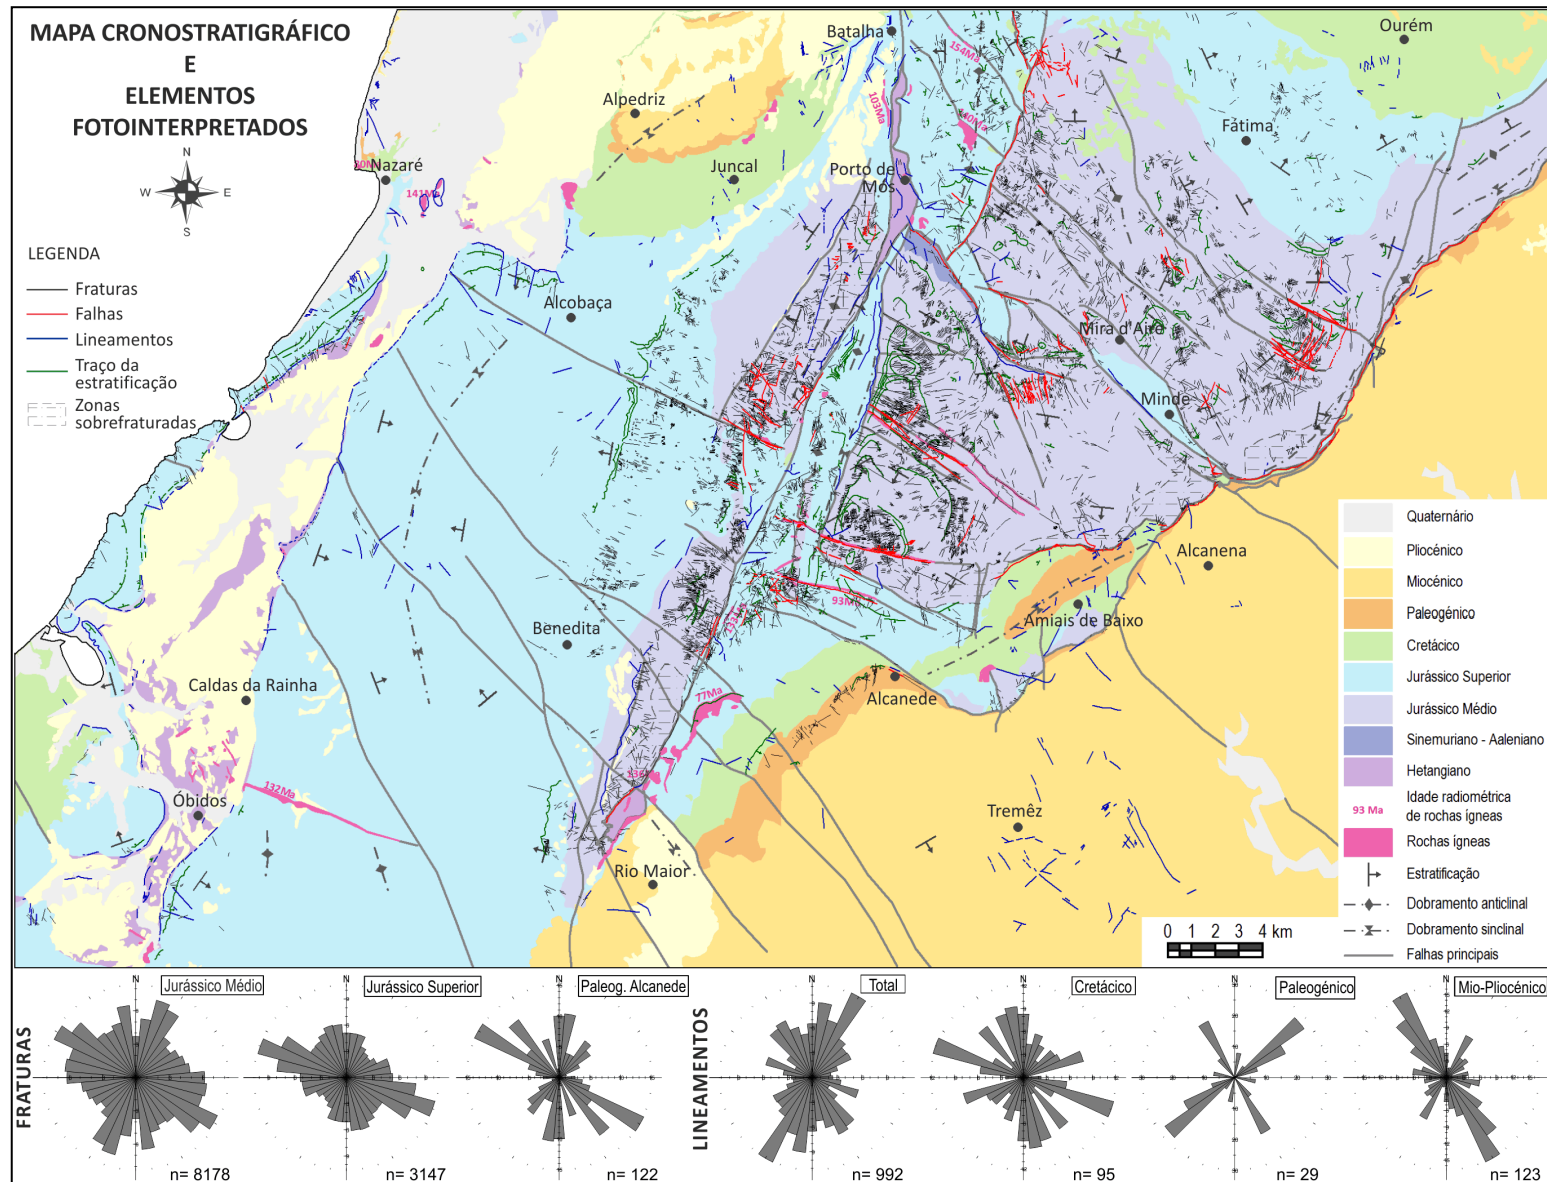 MAPA CRONOSTRATIGRÁFICO
E
ELEMENTOS
FOTOINTERPRETADOS
N
W
E
S
LEGENDA
Fraturas
Falhas
Lineamentos
Traço da
estratificação
Zonas
sobrefraturadas
Batalha
Ourém
154Ma
Alpedriz
103Ma
Fátima
Nazaré
Juncal
Porto de
Mós
Alcobaça
Mira d'Aire
Minde
Alcanena
Amiais de Baixo
93Ma
Benedita
Caldas da Rainha
77Ma
Alcanede
132Ma
Óbidos
Tremêz
Rio Maior
Quaternário
Pliocénico
Miocénico
Paleogénico
Cretácico
Jurássico Superior
Jurássico Médio
Sinemuriano - Aaleniano
Hetangiano
93 Ma
Idade radiométrica
de rochas ígneas
Rochas ígneas
Estratificação
Dobramento anticlinal
Dobramento sinclinal
Falhas principais
0 1 2 3 4 km
FRATURAS
Jurássico Médio
n= 8178
Jurássico Superior
n= 3147
Paleog. Alcanede
n= 122
LINEAMENTOS
Total
n= 992
Cretácico
n= 95
Paleogénico
n= 29
Mio-Pliocénico
n= 123